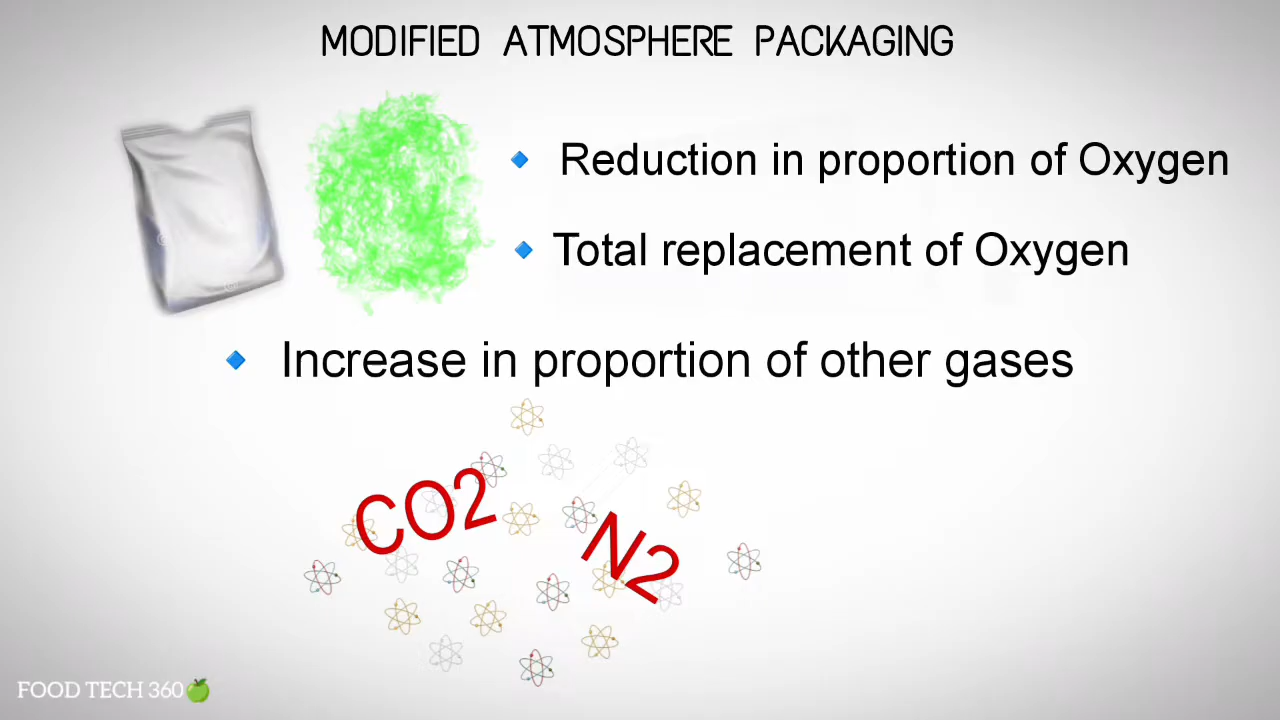 MODIFIED ATMOSPHERE PACKAGING
Reduction in proportion of Oxygen
Total replacement of Oxygen
Increase in proportion of other gases
CO2
N2
FOOD TECH 360